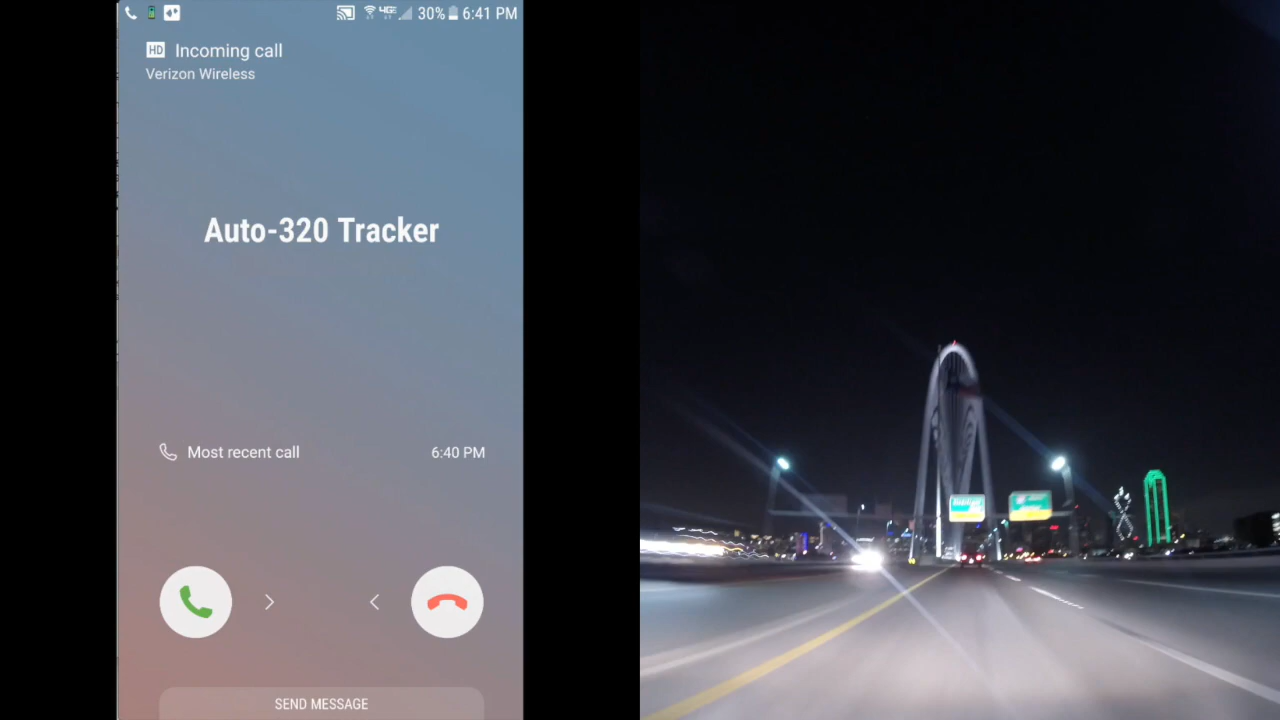 30% 6:41 PM
HD Incoming call
Verizon Wireless
Auto-320 Tracker
Most recent call 6:40 PM
SEND MESSAGE